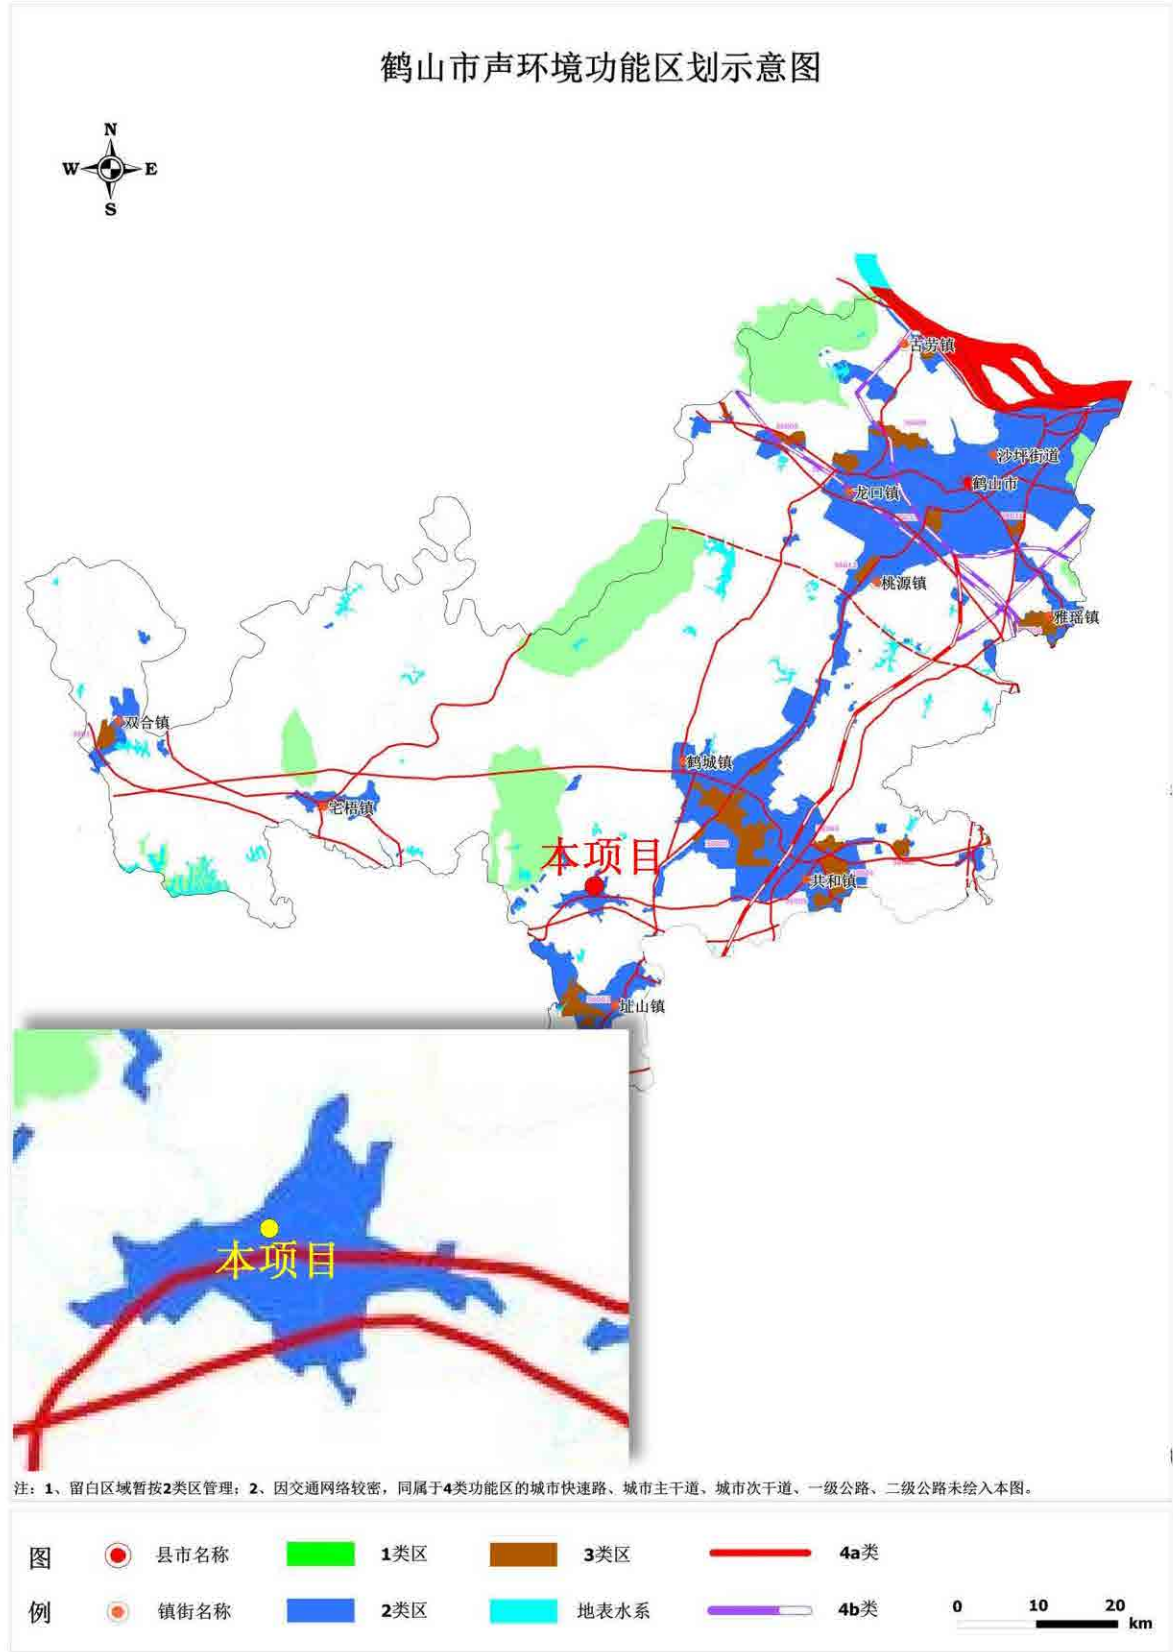 鹤山市声环境功能区划示意图
N
W
E
S
古劳镇
沙坪街道
鹤山市
龙口镇
桃源镇
雅瑶镇
双合镇
鹤城镇
宅梧镇
本项目
共和镇
址山镇
本项目
注：1、留白区域暂按2类区管理；2、因交通网络较密，同属于4类功能区的城市快速路、城市主干道、城市次干道、一级公路、二级公路未绘入本图。
图例
县市名称
1类区
3类区
4a类
镇街名称
2类区
地表水系
4b类
0 10 20
km